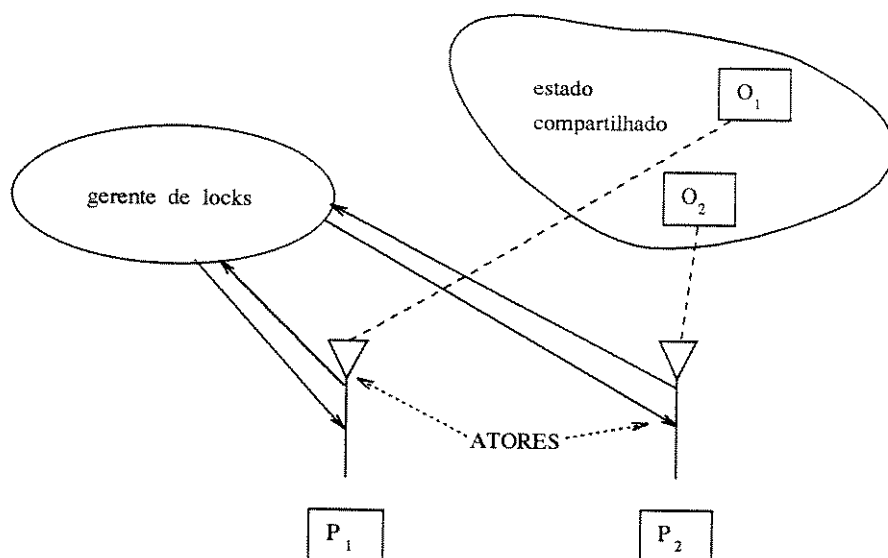 estado
compartilhado
O₁
O₂
gerente de locks
ATORES
P₁
P₂